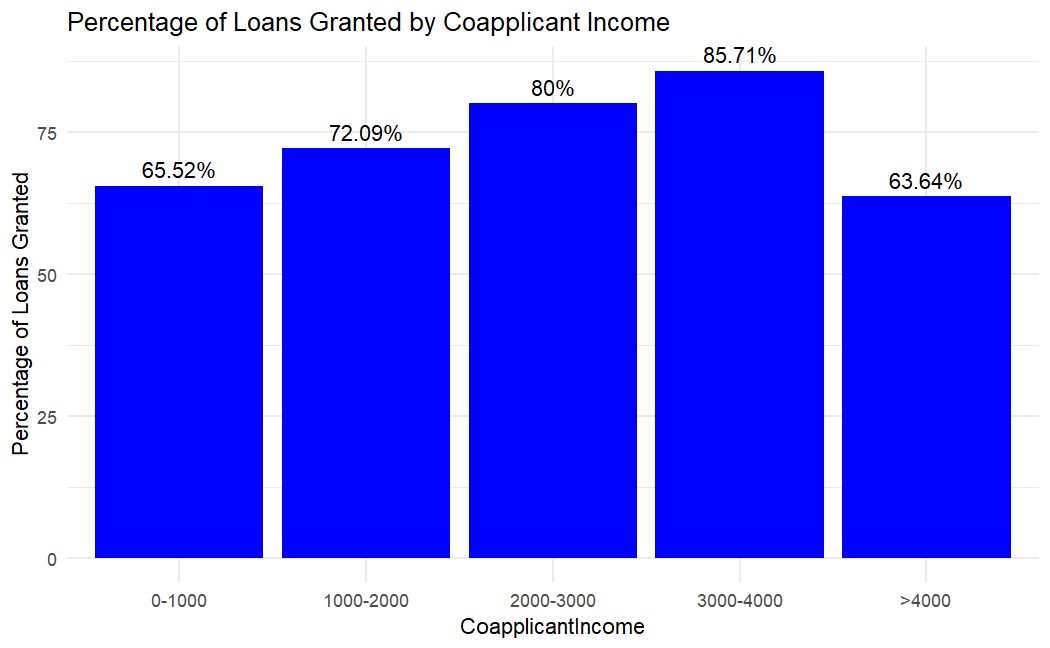 Percentage of Loans Granted by Coapplicant Income
85.71%
80%
72.09%
65.52%
63.64%
Percentage of Loans Granted
75
50
25
0
0-1000 1000-2000 2000-3000 3000-4000 >4000
CoapplicantIncome